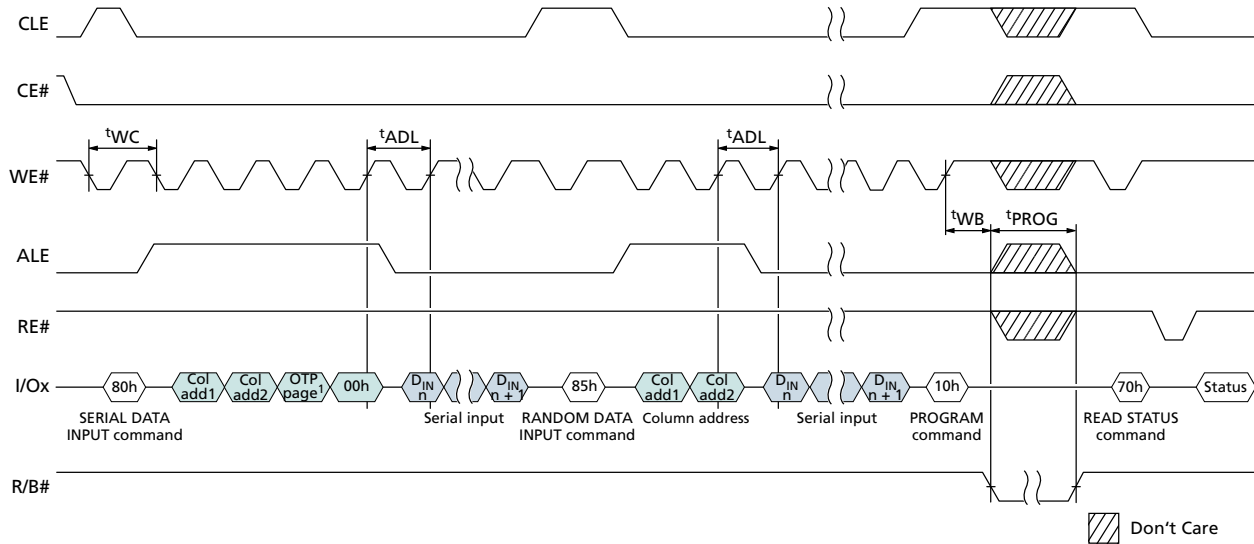 CLE
CE#
tWC
tADL
tADL
WE#
tWB
tPROG
ALE
RE#
I/Ox
80h
Col
add1
Col
add2
OTP
page1
00h
DIN
n
DIN
n + 1
85h
Col
add1
Col
add2
DIN
n
DIN
n + 1
10h
70h
Status
SERIAL DATA
INPUT command
Serial input
RANDOM DATA
INPUT command
Column address
Serial input
PROGRAM
command
READ STATUS
command
R/B#
Don't Care